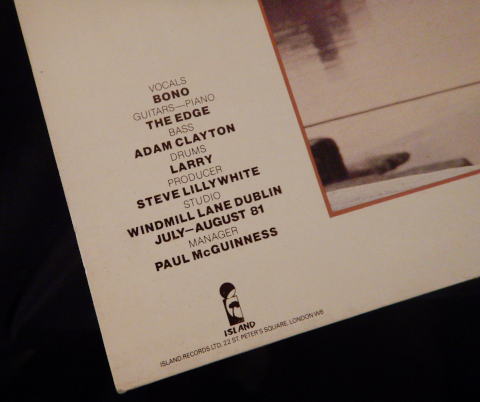 VOCALS
BONO
GUITARS—PIANO
THE EDGE
BASS
ADAM CLAYTON
DRUMS
LARRY
PRODUCER
STEVE LILLYWHITE
STUDIO
WINDMILL LANE DUBLIN
JULY—AUGUST 81
MANAGER
PAUL McGUINNESS
ISLAND
ISLAND RECORDS LTD. 22 ST. PETER'S SQUARE, LONDON W6